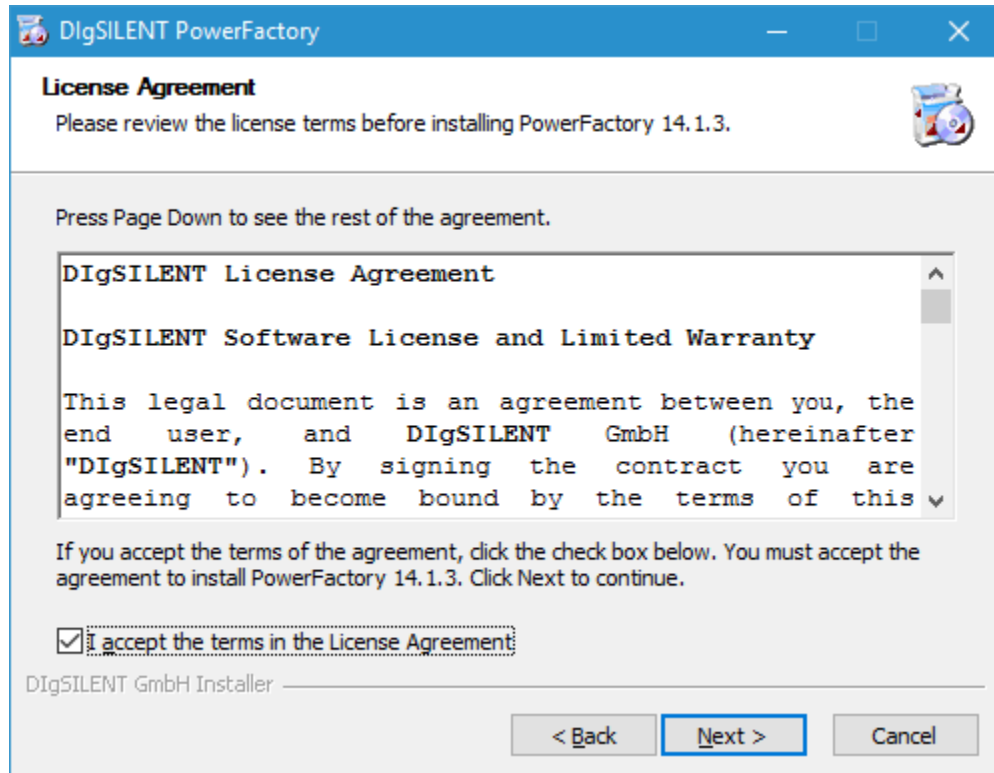 DIgSILENT PowerFactory
License Agreement
Please review the license terms before installing PowerFactory 14.1.3.
Press Page Down to see the rest of the agreement.
DIgSILENT License Agreement
DIgSILENT Software License and Limited Warranty
This legal document is an agreement between you, the
end user, and DIgSILENT GmbH (hereinafter
"DIgSILENT"). By signing the contract you are
agreeing to become bound by the terms of this
If you accept the terms of the agreement, click the check box below. You must accept the
agreement to install PowerFactory 14.1.3. Click Next to continue.
I accept the terms in the License Agreement
DIgSILENT GmbH Installer
< Back Next > Cancel